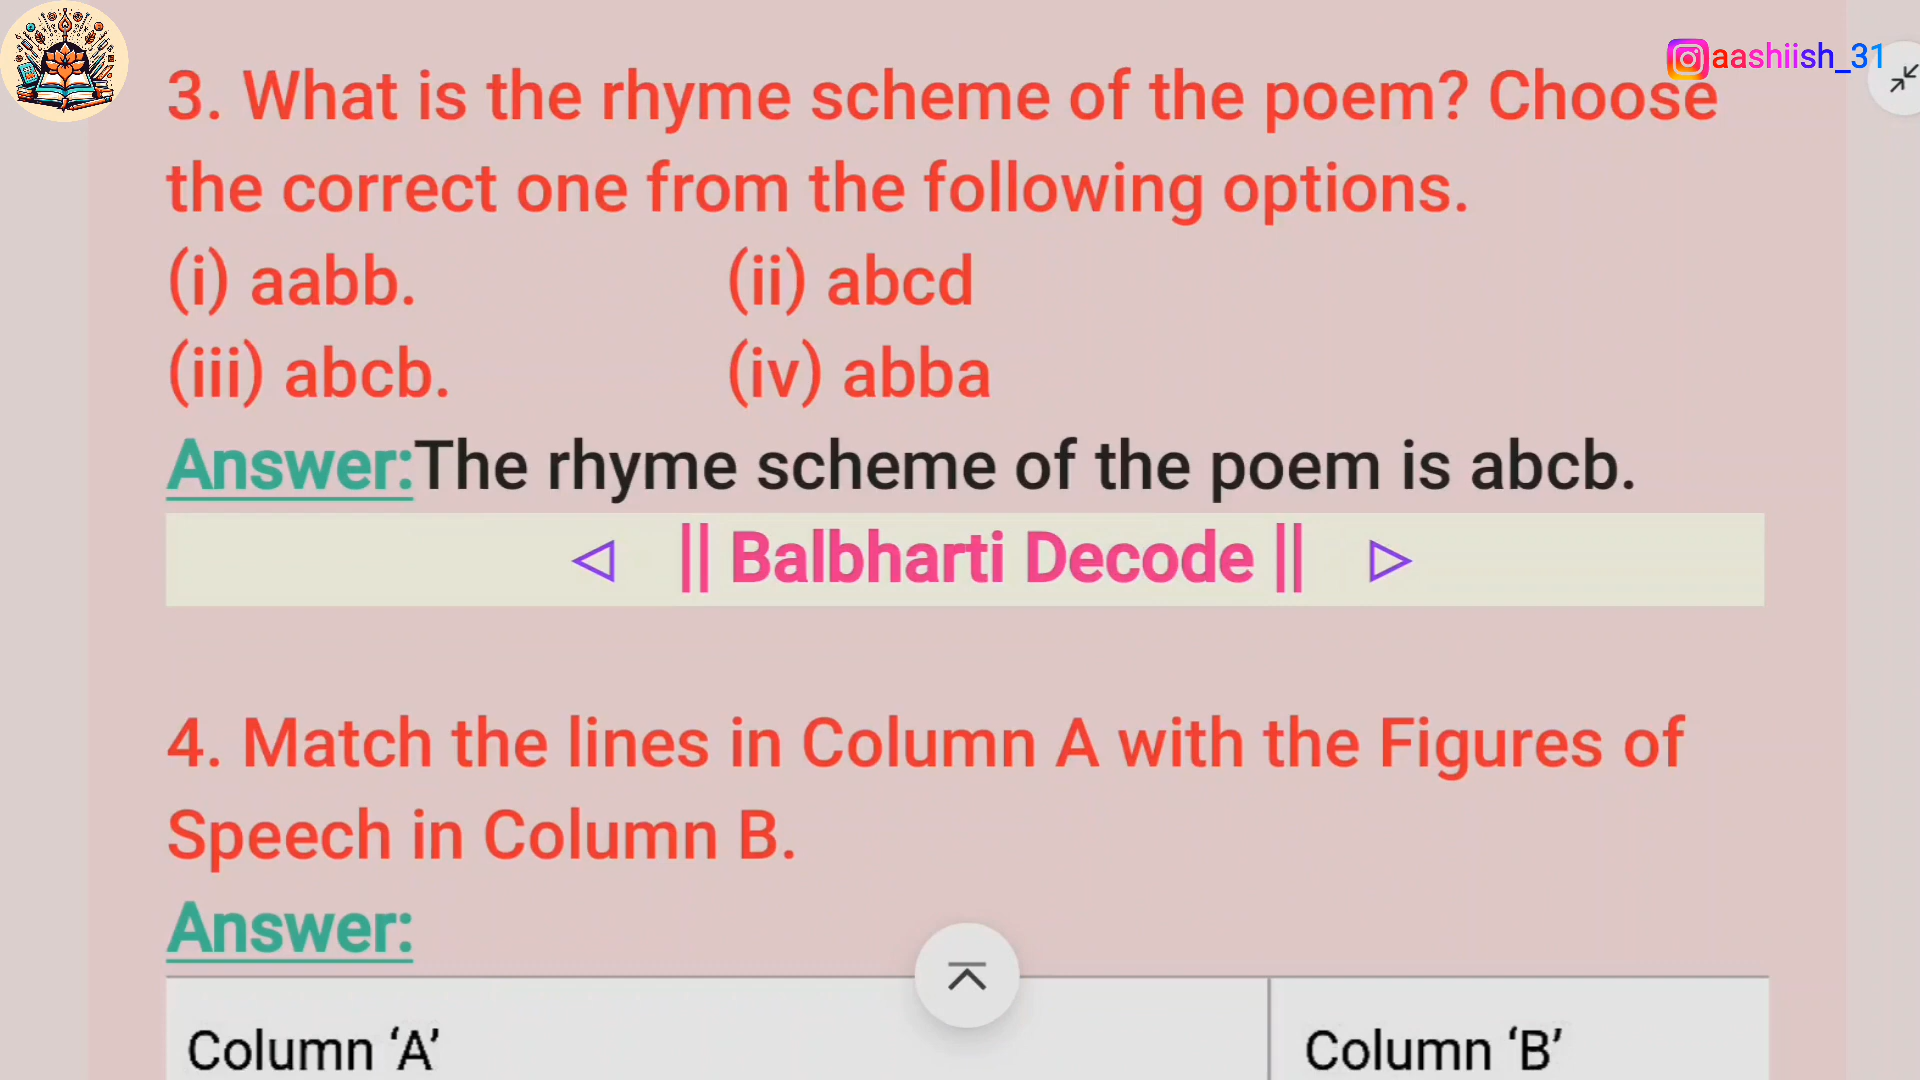 aashiish_31
3. What is the rhyme scheme of the poem? Choose
the correct one from the following options.
(i) aabb. (ii) abcd
(iii) abcb. (iv) abba
Answer:The rhyme scheme of the poem is abcb.
|| Balbharti Decode ||
4. Match the lines in Column A with the Figures of
Speech in Column B.
Answer:
Column ‘A’ Column ‘B’